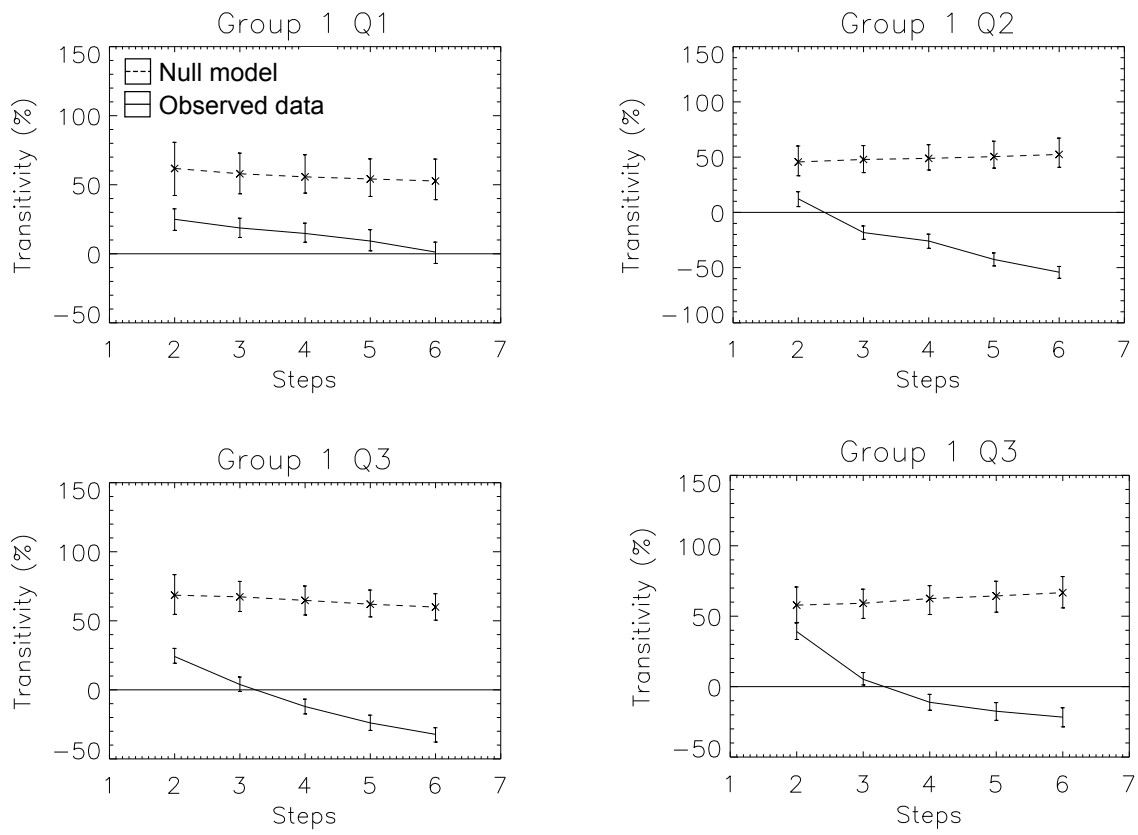 Group 1 Q1
150
100
50
0
−50
Transitivity (%)
Null model
Observed data
1 2 3 4 5 6 7
Steps
Group 1 Q2
150
100
50
0
−50
−100
Transitivity (%)
1 2 3 4 5 6 7
Steps
Group 1 Q3
150
100
50
0
−50
Transitivity (%)
1 2 3 4 5 6 7
Steps
Group 1 Q3
150
100
50
0
−50
Transitivity (%)
1 2 3 4 5 6 7
Steps